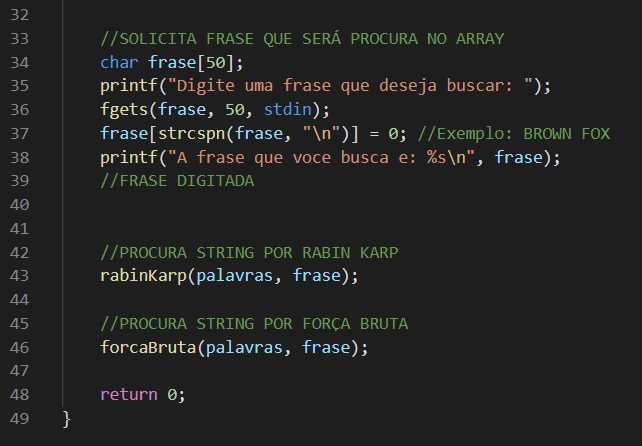 32
33 //SOLICITA FRASE QUE SERÁ PROCURA NO ARRAY
34 char frase[50];
35 printf("Digite uma frase que deseja buscar: ");
36 fgets(frase, 50, stdin);
37 frase[strcspn(frase, "\n")] = 0; //Exemplo: BROWN FOX
38 printf("A frase que voce busca e: %s\n", frase);
39 //FRASE DIGITADA
40
41
42 //PROCURA STRING POR RABIN KARP
43 rabinKarp(palavras, frase);
44
45 //PROCURA STRING POR FORÇA BRUTA
46 forcaBruta(palavras, frase);
47
48 return 0;
49 }